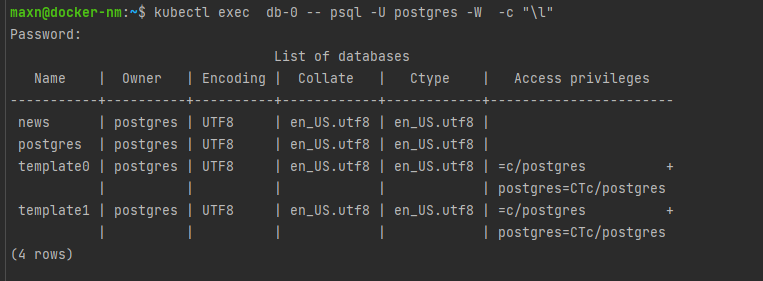 maxn@docker-nm:~$ kubectl exec  db-0 -- psql -U postgres -W  -c "\l"
Password:
                                 List of databases
   Name    |  Owner   | Encoding |  Collate   |   Ctype    |   Access privileges
-----------+----------+----------+------------+------------+-----------------------
 news      | postgres | UTF8     | en_US.utf8 | en_US.utf8 |
 postgres  | postgres | UTF8     | en_US.utf8 | en_US.utf8 |
 template0 | postgres | UTF8     | en_US.utf8 | en_US.utf8 | =c/postgres          +
           |          |          |            |            | postgres=CTc/postgres
 template1 | postgres | UTF8     | en_US.utf8 | en_US.utf8 | =c/postgres          +
           |          |          |            |            | postgres=CTc/postgres
(4 rows)